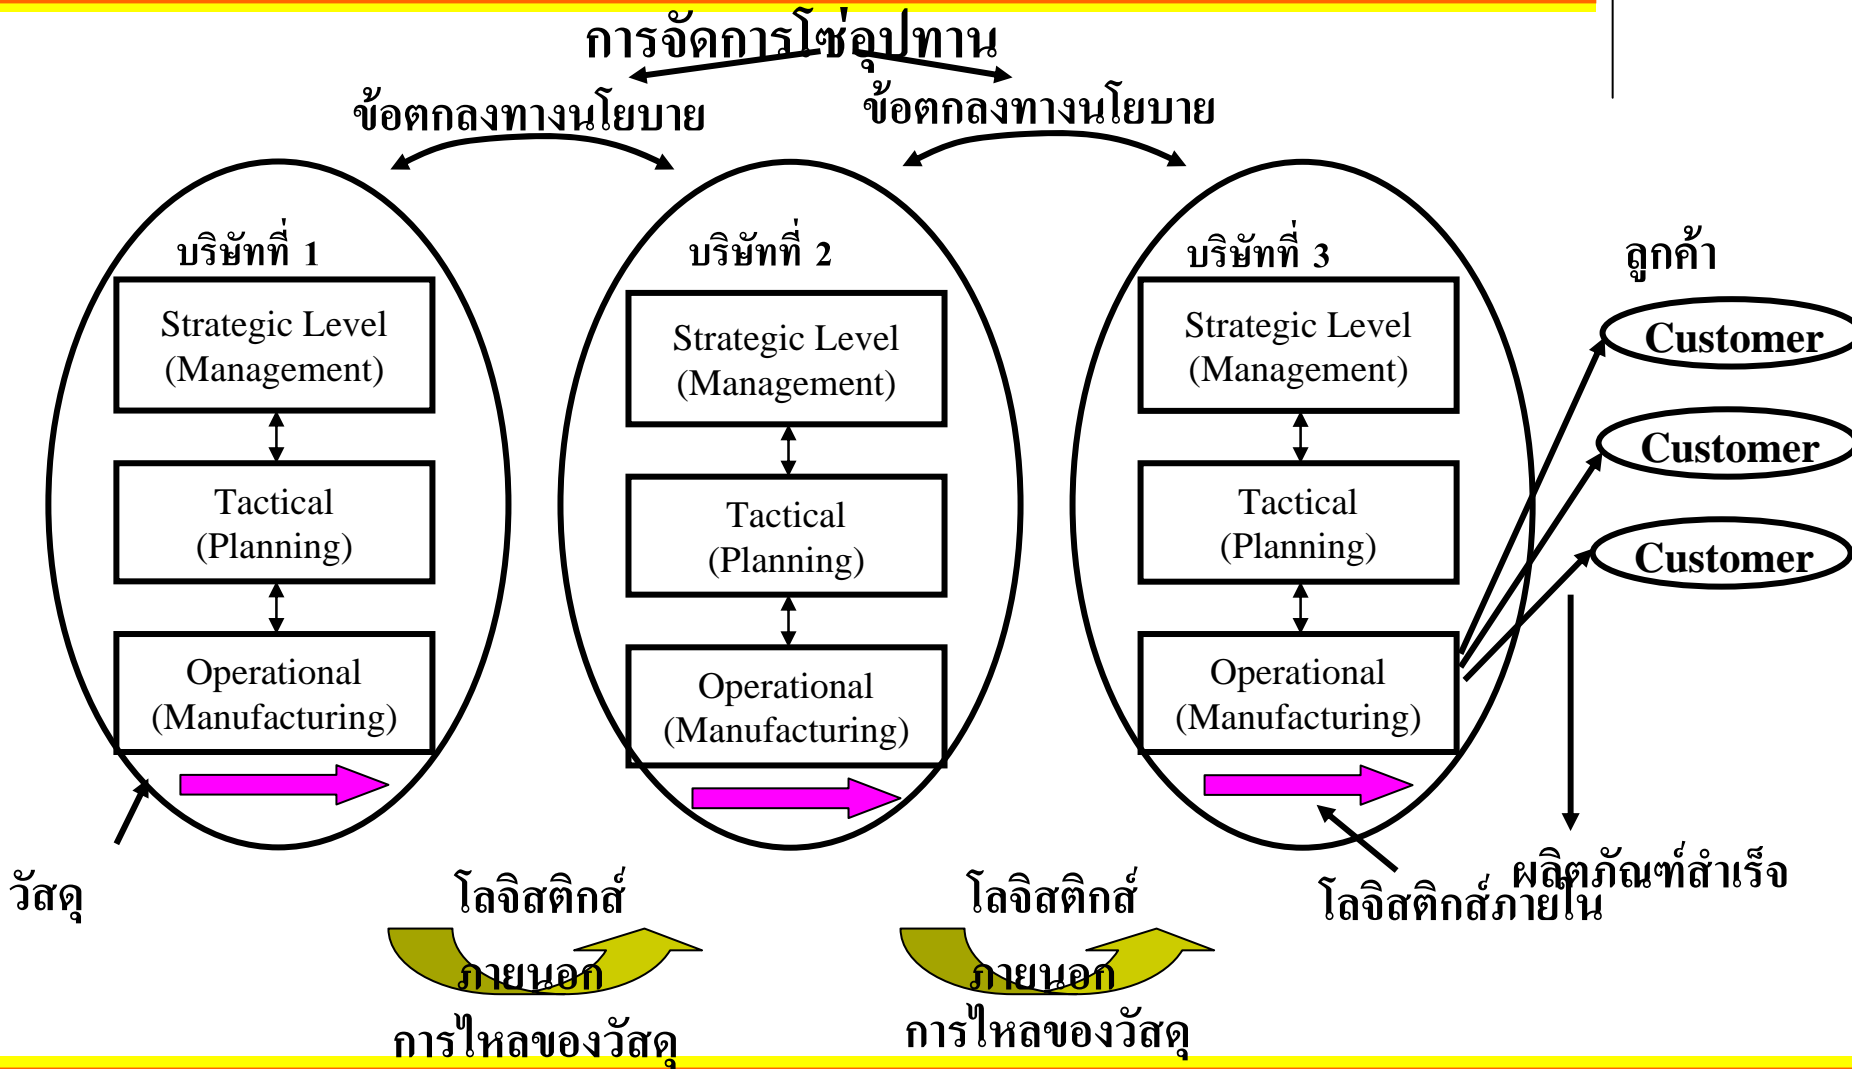 การจัดการโซ่อุปทาน
ข้อตกลงทางนโยบาย
ข้อตกลงทางนโยบาย
บริษัทที่ 1
บริษัทที่ 2
บริษัทที่ 3
ลูกค้า
Strategic Level
(Management)
Strategic Level
(Management)
Strategic Level
(Management)
Customer
Customer
Customer
Tactical
(Planning)
Tactical
(Planning)
Tactical
(Planning)
Operational
(Manufacturing)
Operational
(Manufacturing)
Operational
(Manufacturing)
วัสดุ
โลจิสติกส์
ภายนอก
การไหลของวัสดุ
โลจิสติกส์
ภายนอก
การไหลของวัสดุ
โลจิสติกส์ภายใน
ผลิตภัณฑ์สำเร็จ